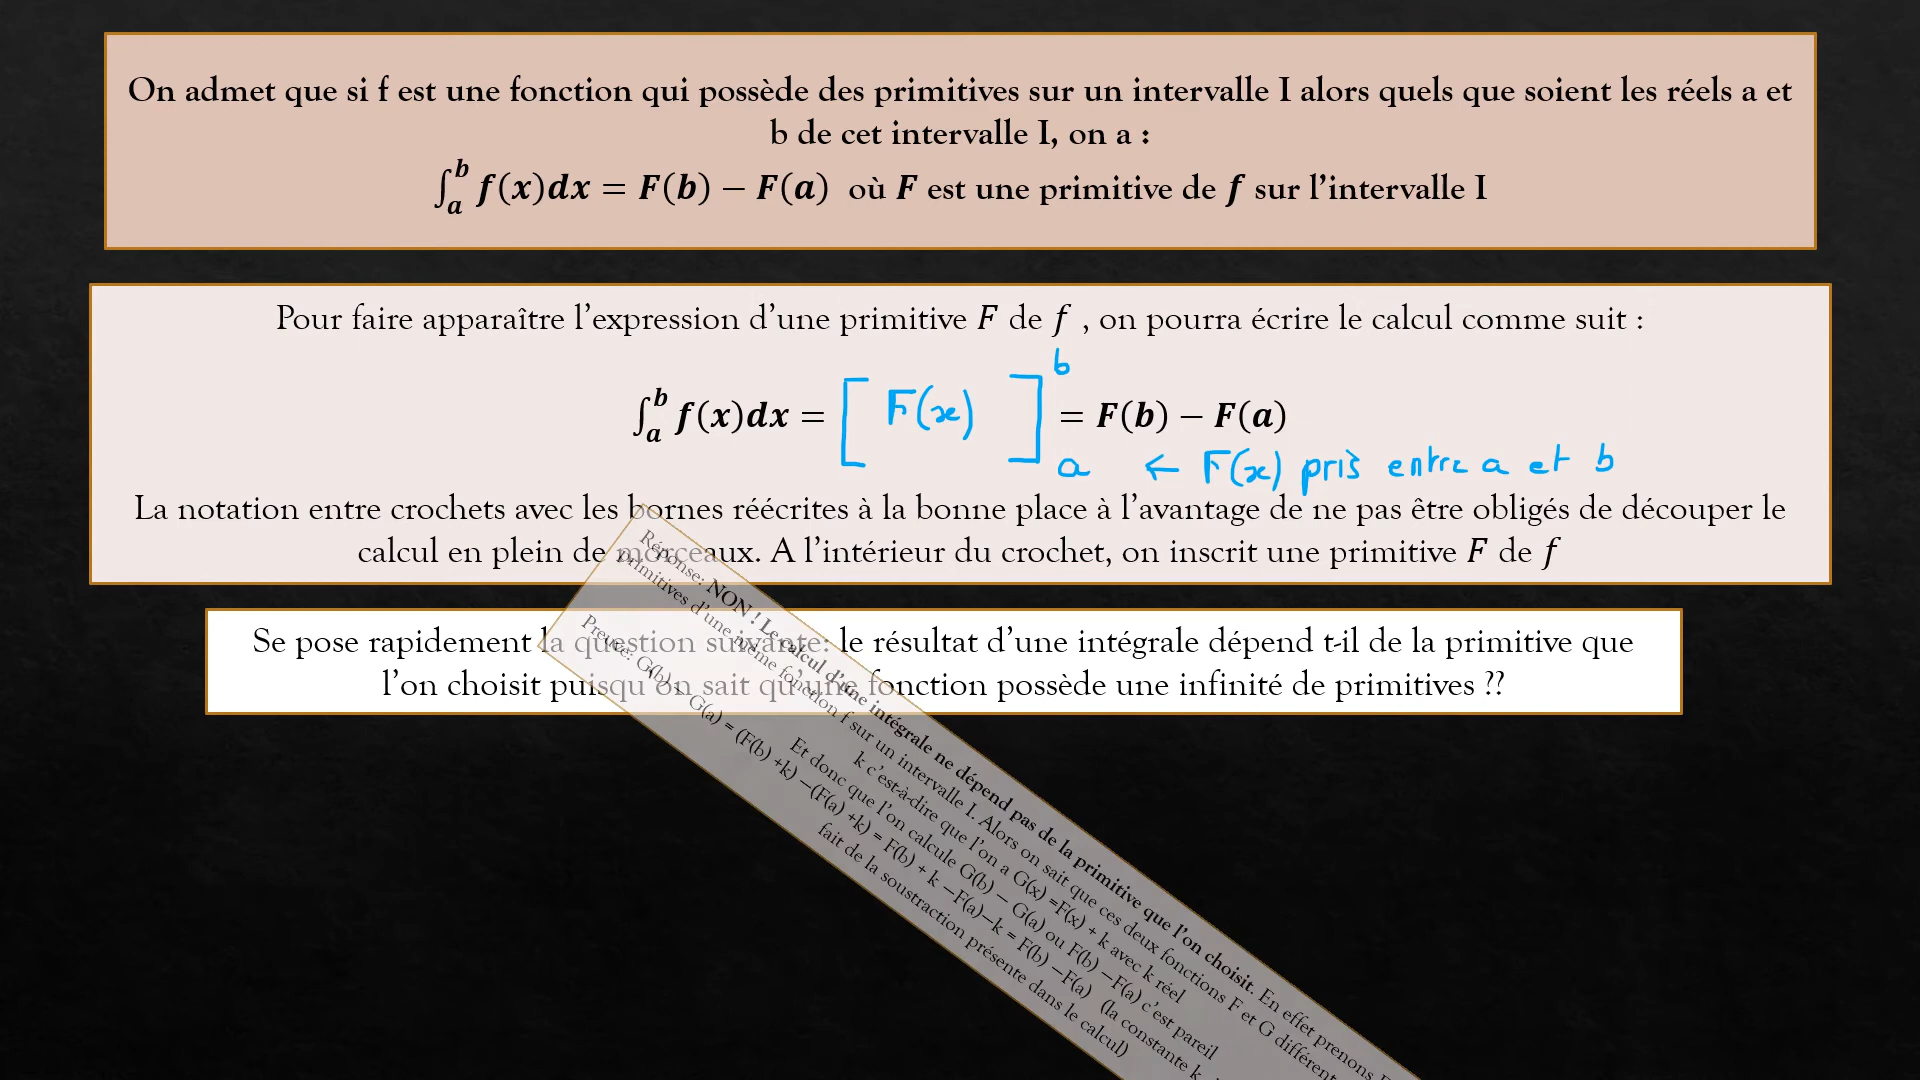 On admet que si f est une fonction qui possède des primitives sur un intervalle I alors quels que soient les réels a et
b de cet intervalle I, on a :
∫_a^b f(x)dx = F(b) − F(a) où F est une primitive de f sur l'intervalle I
Pour faire apparaître l'expression d'une primitive F de f , on pourra écrire le calcul comme suit :
∫_a^b f(x)dx = [ F(x) ]_a^b = F(b) − F(a)
← F(x) pris entre a et b
La notation entre crochets avec les bornes réécrites à la bonne place à l'avantage de ne pas être obligés de découper le
calcul en plein de morceaux. A l'intérieur du crochet, on inscrit une primitive F de f
Se pose rapidement la question suivante: le résultat d'une intégrale dépend t-il de la primitive que
l'on choisit puisqu'on sait qu'une fonction possède une infinité de primitives ??
Réponse: NON ! Le calcul d'une intégrale ne dépend pas de la primitive que l'on choisit. En effet prenons
primitives d'une même fonction f sur un intervalle I. Alors on sait que ces deux fonctions F et G
k c'est-à-dire que l'on a G(x) =F(x) + k avec k réel
Et donc que l'on calcule G(b) − G(a) ou F(b) −F(a) c'est pareil
Preuve: G(b) − G(a) = (F(b) +k) −(F(a) +k) = F(b) + k −F(a)−k = F(b) −F(a) (la constante k
fait de la soustraction présente dans le calcul)